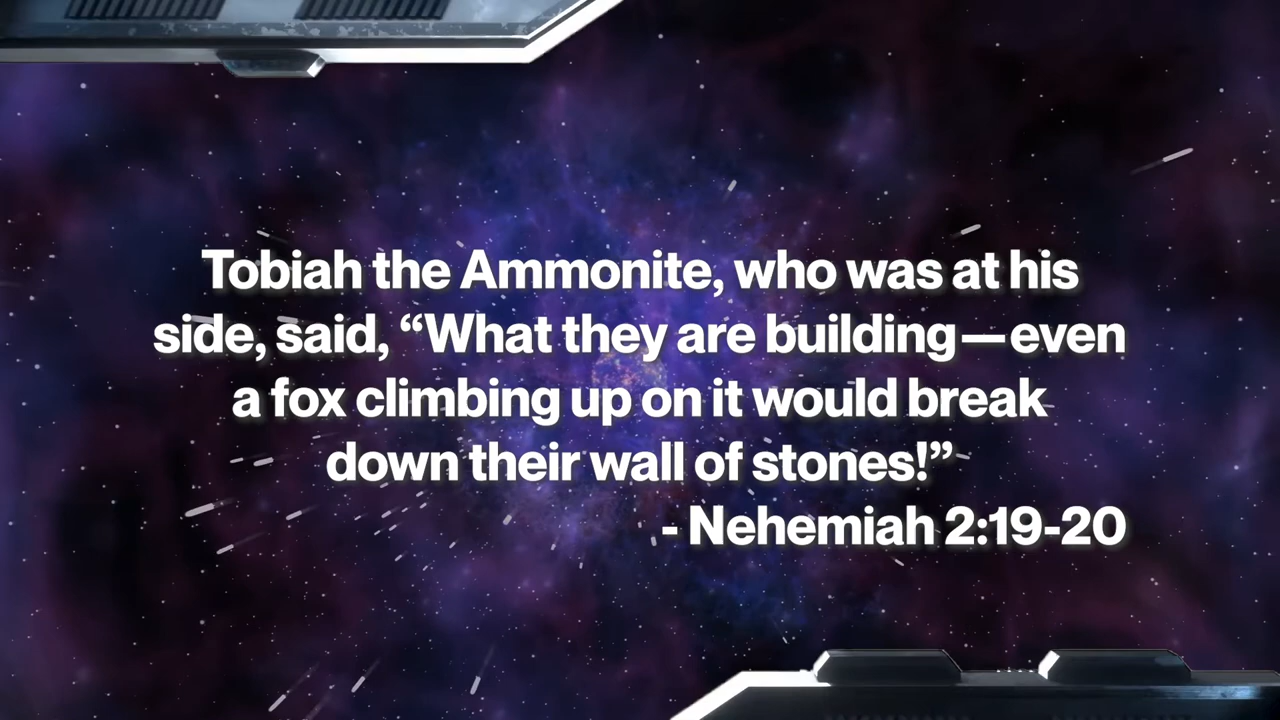 Tobiah the Ammonite, who was at his
side, said, “What they are building—even
a fox climbing up on it would break
down their wall of stones!”
- Nehemiah 2:19-20